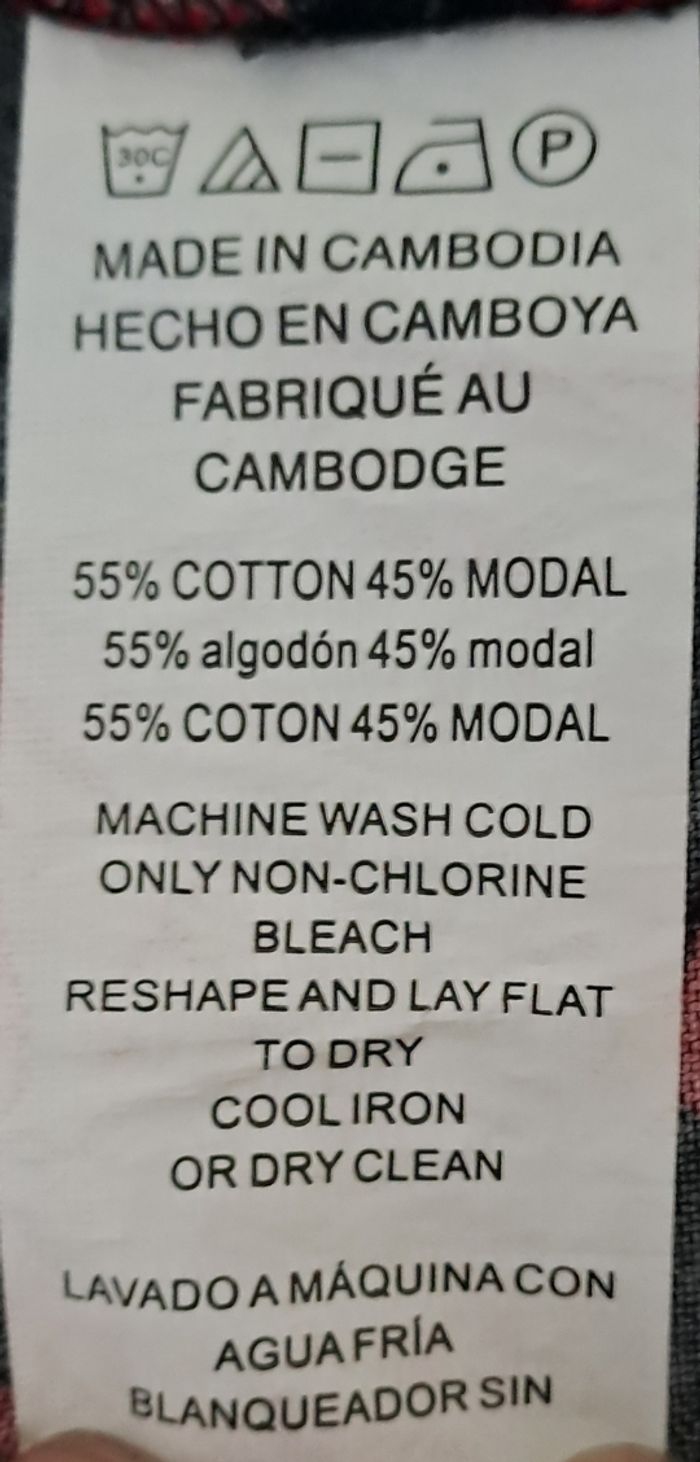 30C P
MADE IN CAMBODIA
HECHO EN CAMBOYA
FABRIQUÉ AU
CAMBODGE
55% COTTON 45% MODAL
55% algodón 45% modal
55% COTON 45% MODAL
MACHINE WASH COLD
ONLY NON-CHLORINE
BLEACH
RESHAPE AND LAY FLAT
TO DRY
COOL IRON
OR DRY CLEAN
LAVADO A MÁQUINA CON
AGUA FRÍA
BLANQUEADOR SIN